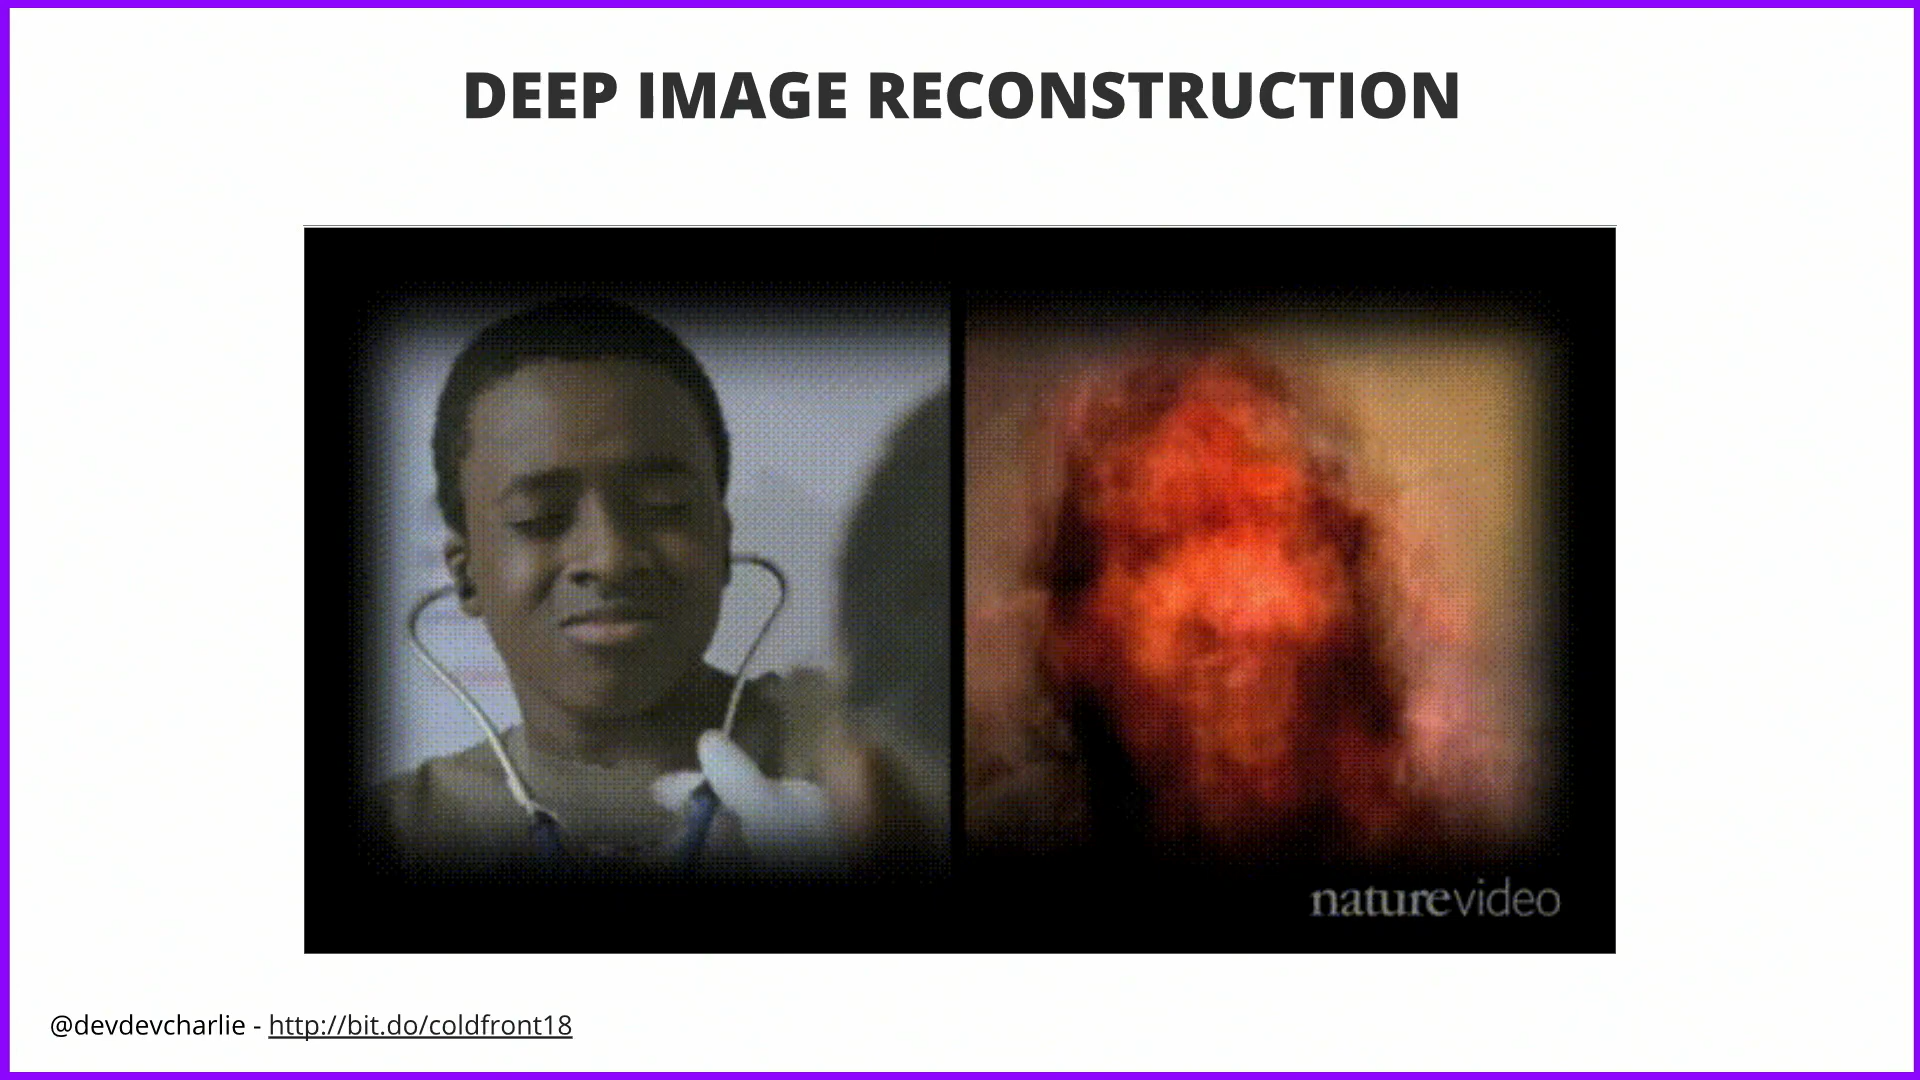 DEEP IMAGE RECONSTRUCTION
naturevideo
@devdevcharlie - http://bit.do/coldfront18